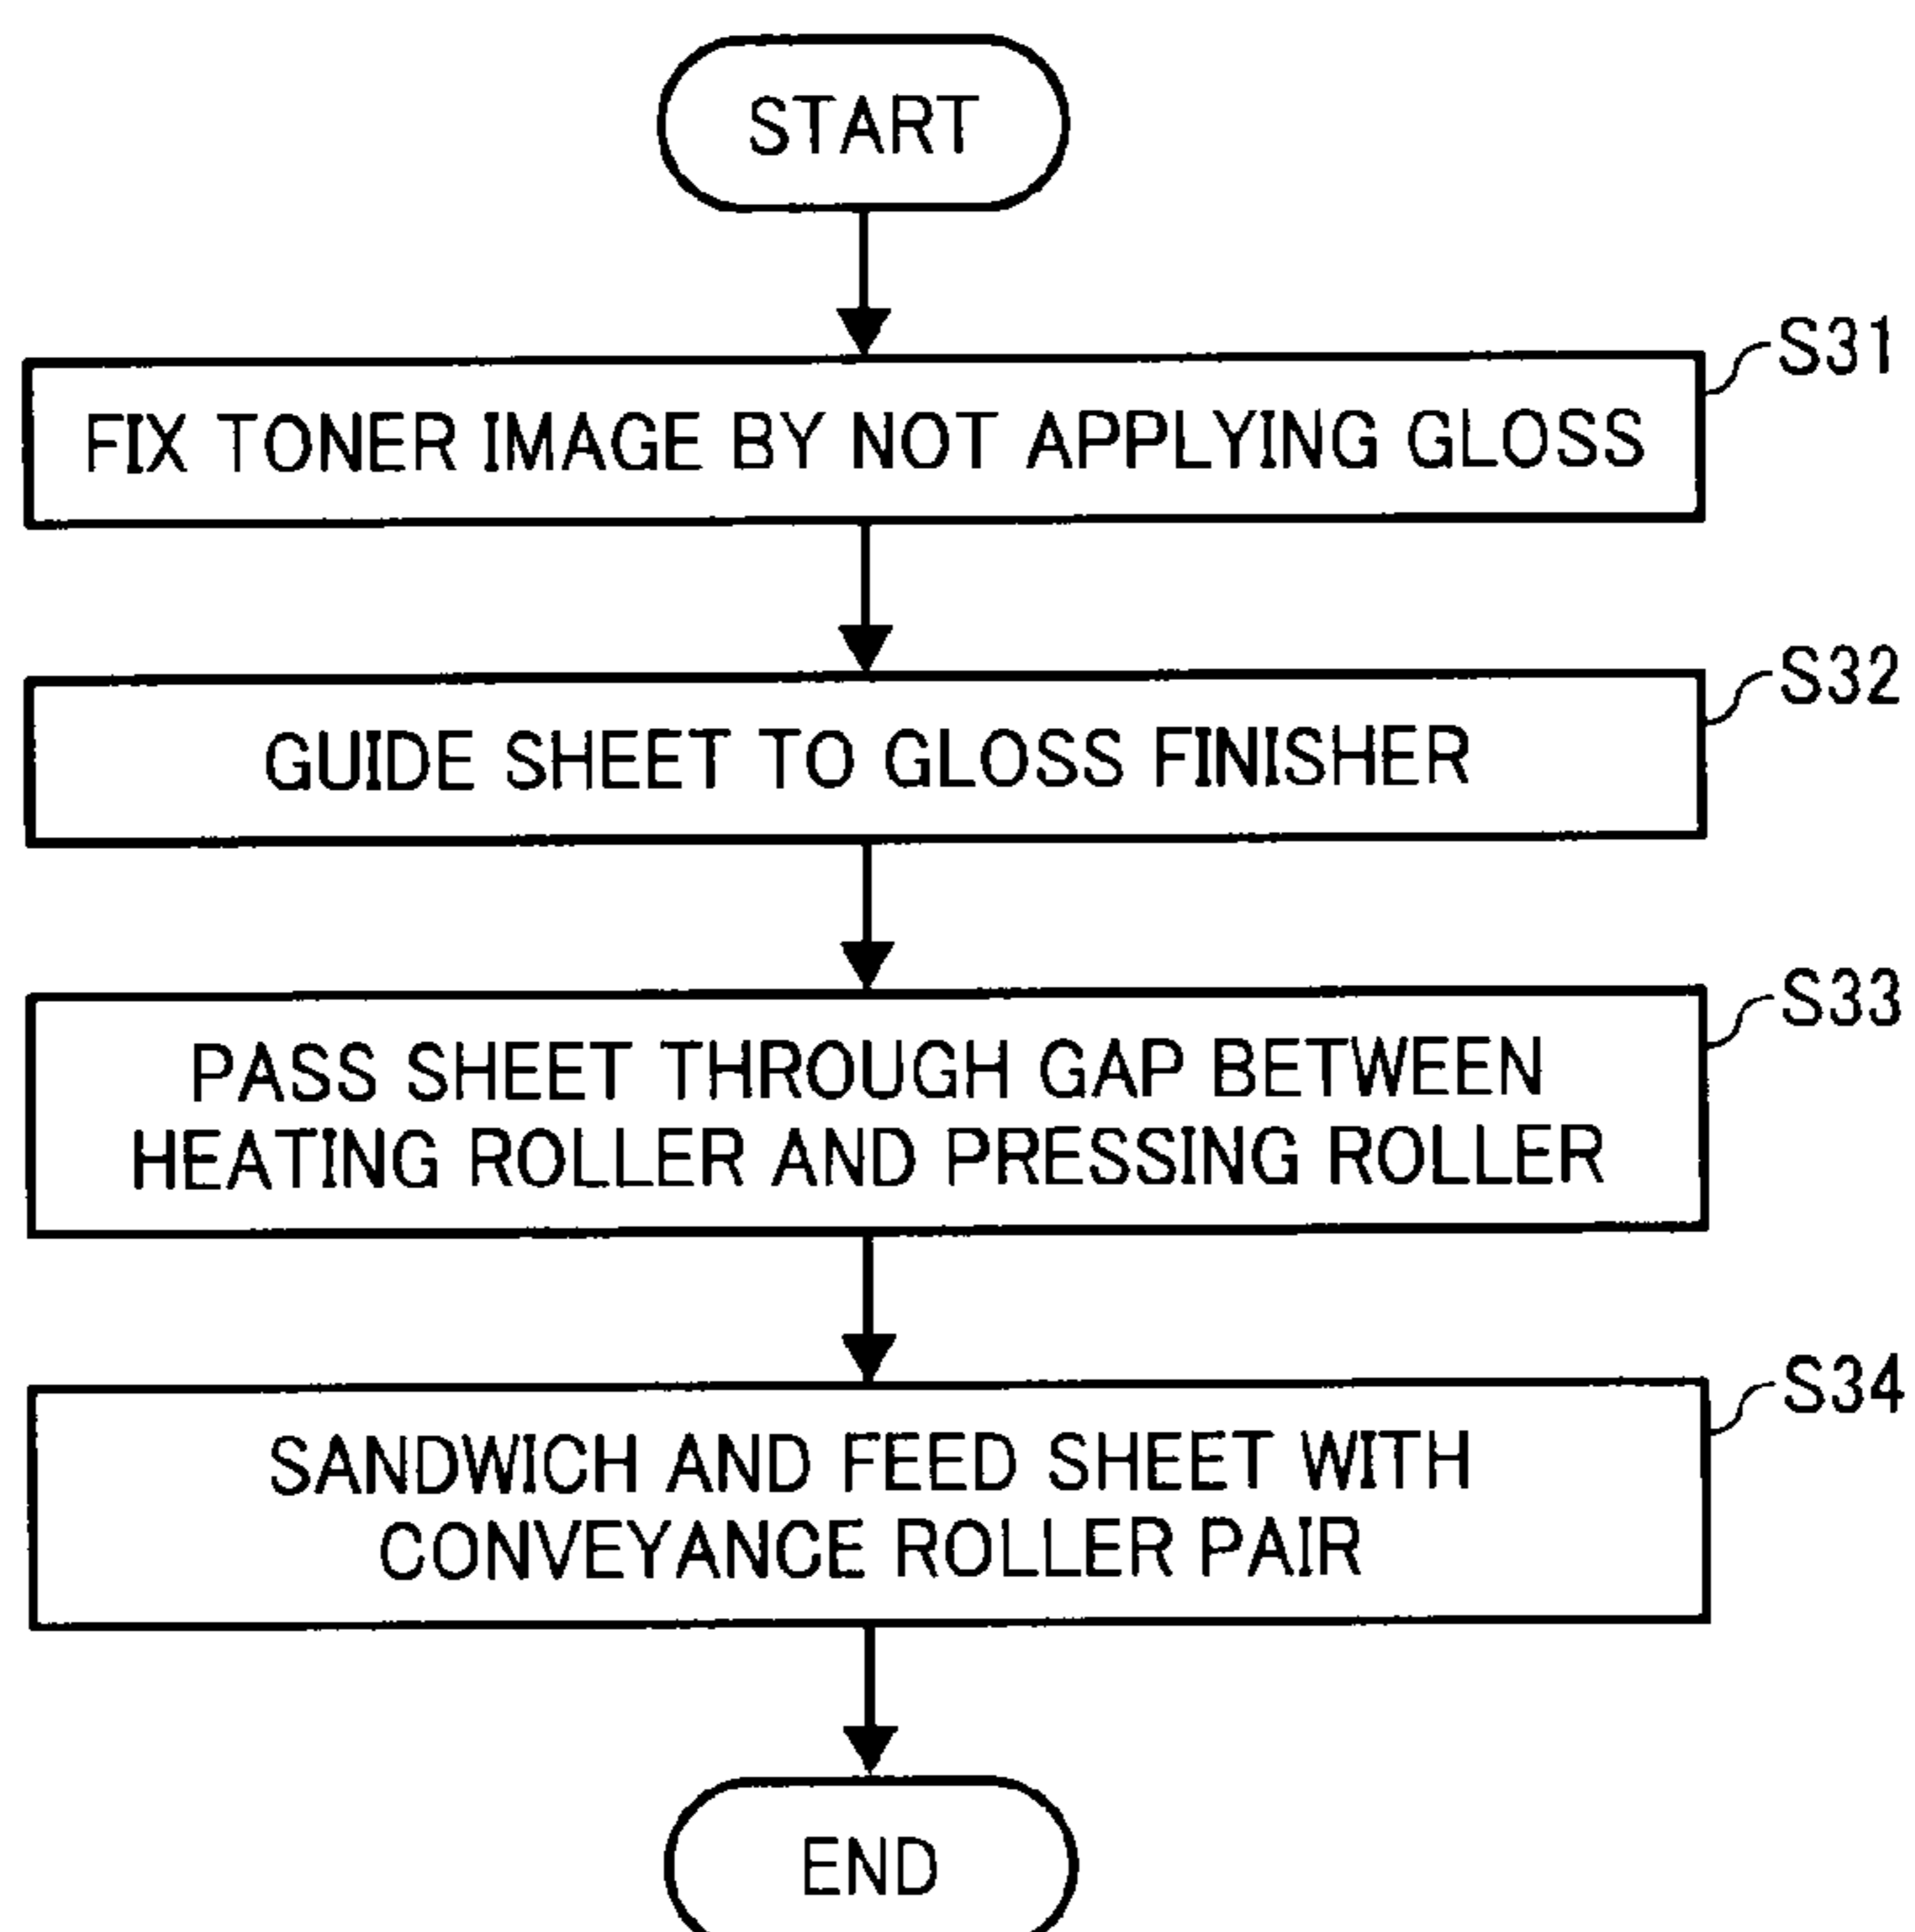 START
S31
FIX TONER IMAGE BY NOT APPLYING GLOSS
S32
GUIDE SHEET TO GLOSS FINISHER
S33
PASS SHEET THROUGH GAP BETWEEN
HEATING ROLLER AND PRESSING ROLLER
S34
SANDWICH AND FEED SHEET WITH
CONVEYANCE ROLLER PAIR
END